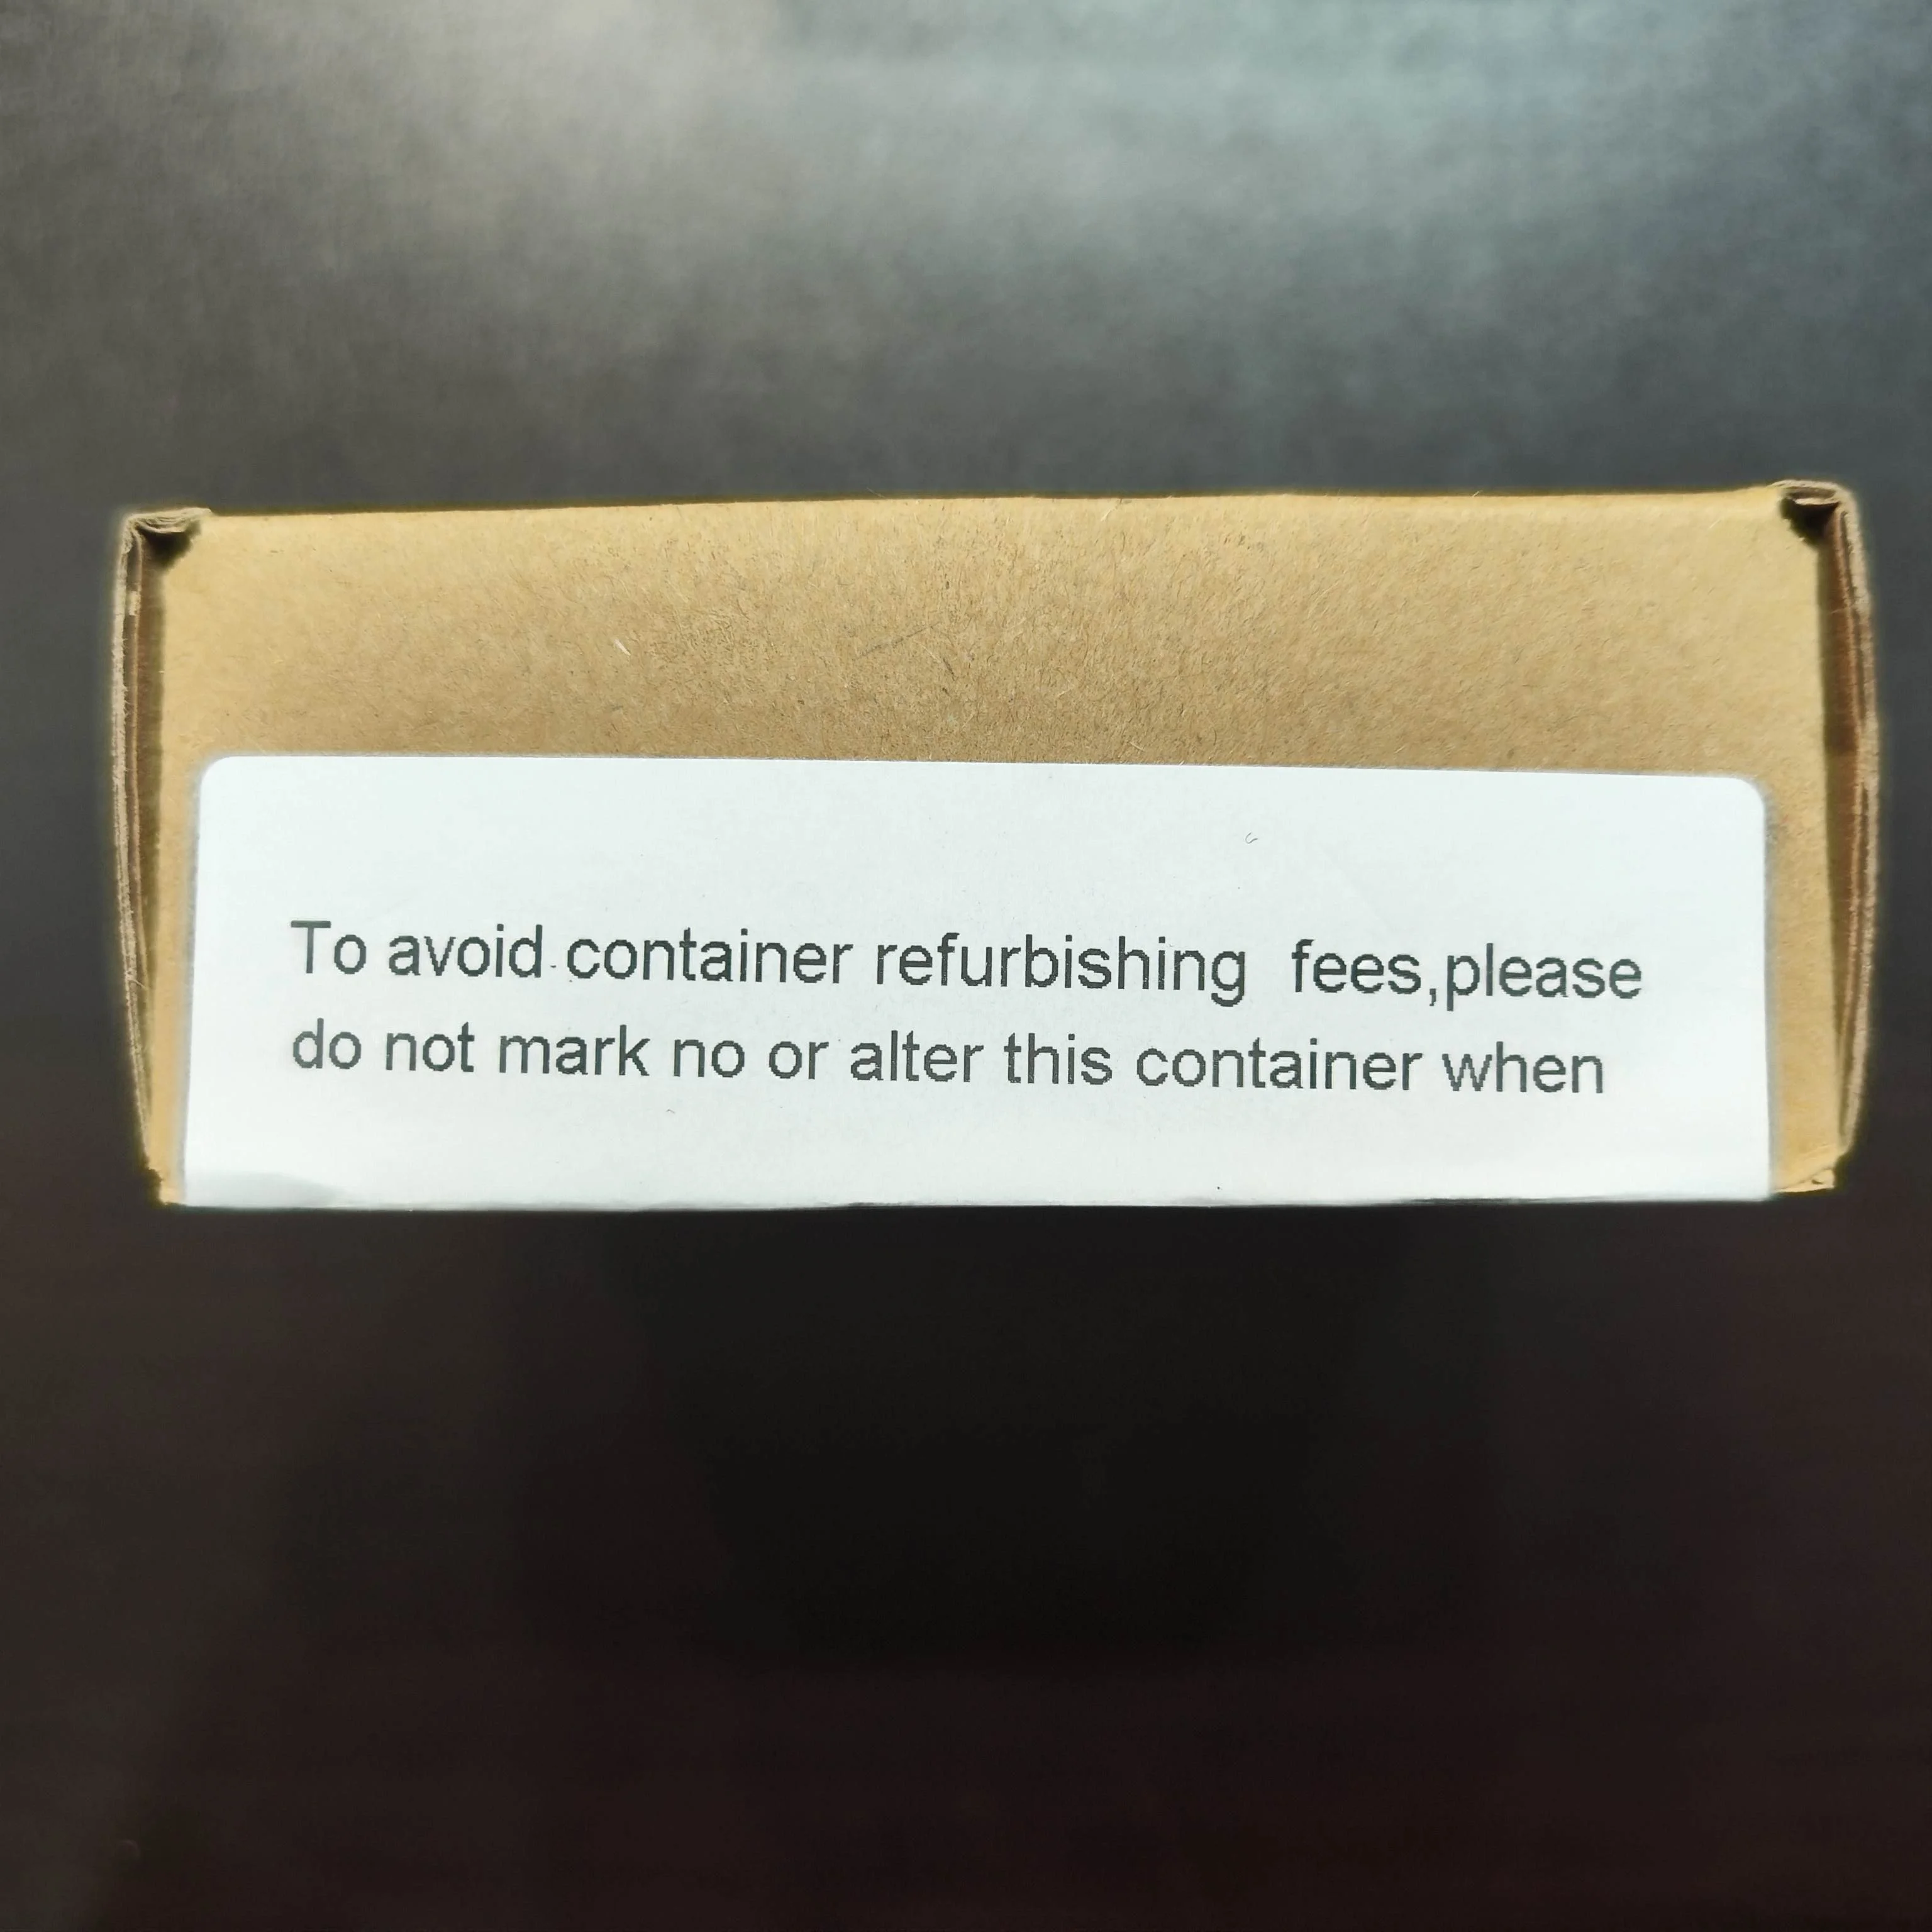 To avoid container refurbishing  fees,please
do not mark no or alter this container when